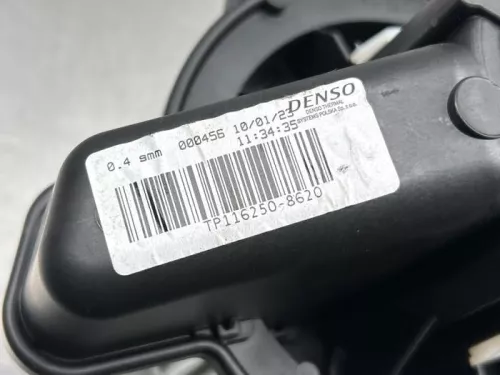 DENSO
DENSO THERMAL
SYSTEMS POLSKA Sp. z o.o.
0.4 smm 000456 10/01/23
11:34:35
TP116250-8620